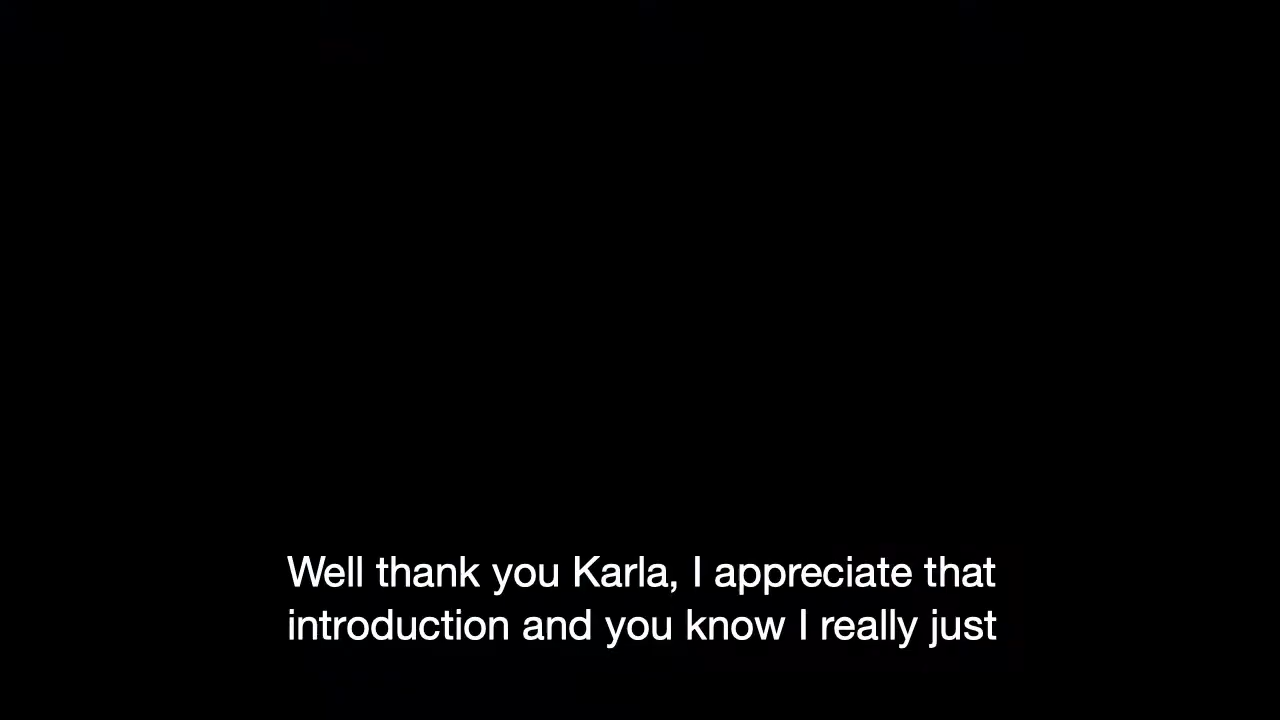 Well thank you Karla, I appreciate that
introduction and you know I really just